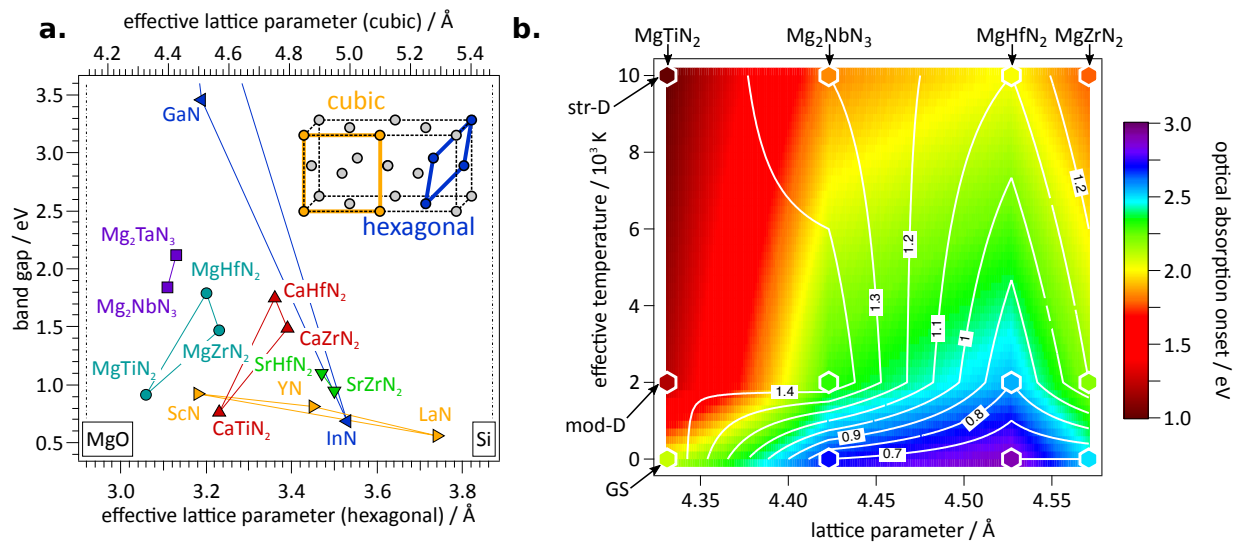 a.
effective lattice parameter (cubic) / Å
4.2 4.4 4.6 4.8 5.0 5.2 5.4
band gap / eV
3.5
3.0
2.5
2.0
1.5
1.0
0.5
GaN
cubic
hexagonal
Mg₂TaN₃
MgHfN₂
CaHfN₂
Mg₂NbN₃
CaZrN₂
MgZrN₂
MgTiN₂
SrHfN₂
SrZrN₂
YN
ScN
LaN
CaTiN₂
InN
MgO
Si
3.0 3.2 3.4 3.6 3.8
effective lattice parameter (hexagonal) / Å
b.
MgTiN₂ Mg₂NbN₃ MgHfN₂ MgZrN₂
str-D
mod-D
GS
effective temperature / 10³ K
10
8
6
4
2
0
1.2
1.2
1.3
1.1
1
1.4
0.9
0.8
0.7
4.35 4.40 4.45 4.50 4.55
lattice parameter / Å
3.0
2.5
2.0
1.5
1.0
optical absorption onset / eV